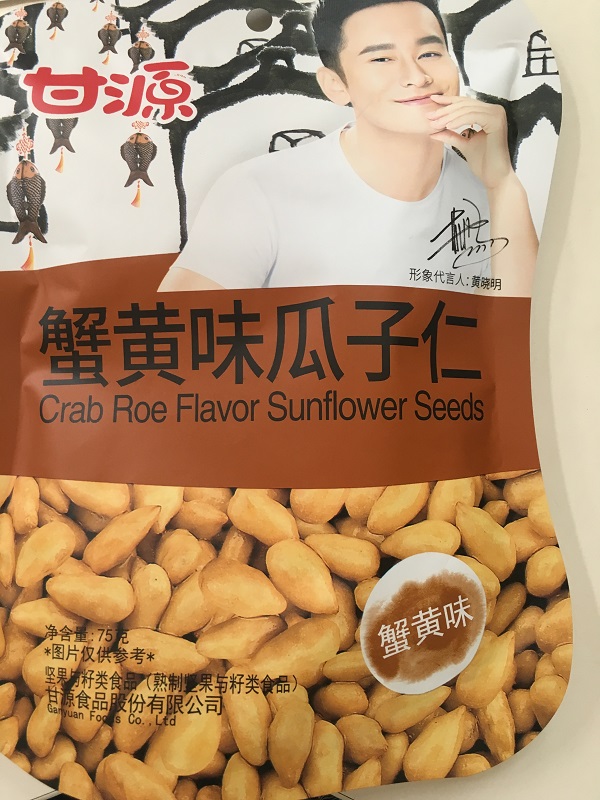 甘源
形象代言人：黄晓明
蟹黄味瓜子仁
Crab Roe Flavor Sunflower Seeds
蟹黄味
净含量：75克
*图片仅供参考*
坚果与籽类食品（熟制坚果与籽类食品）
甘源食品股份有限公司
Ganyuan Foods Co.,Ltd